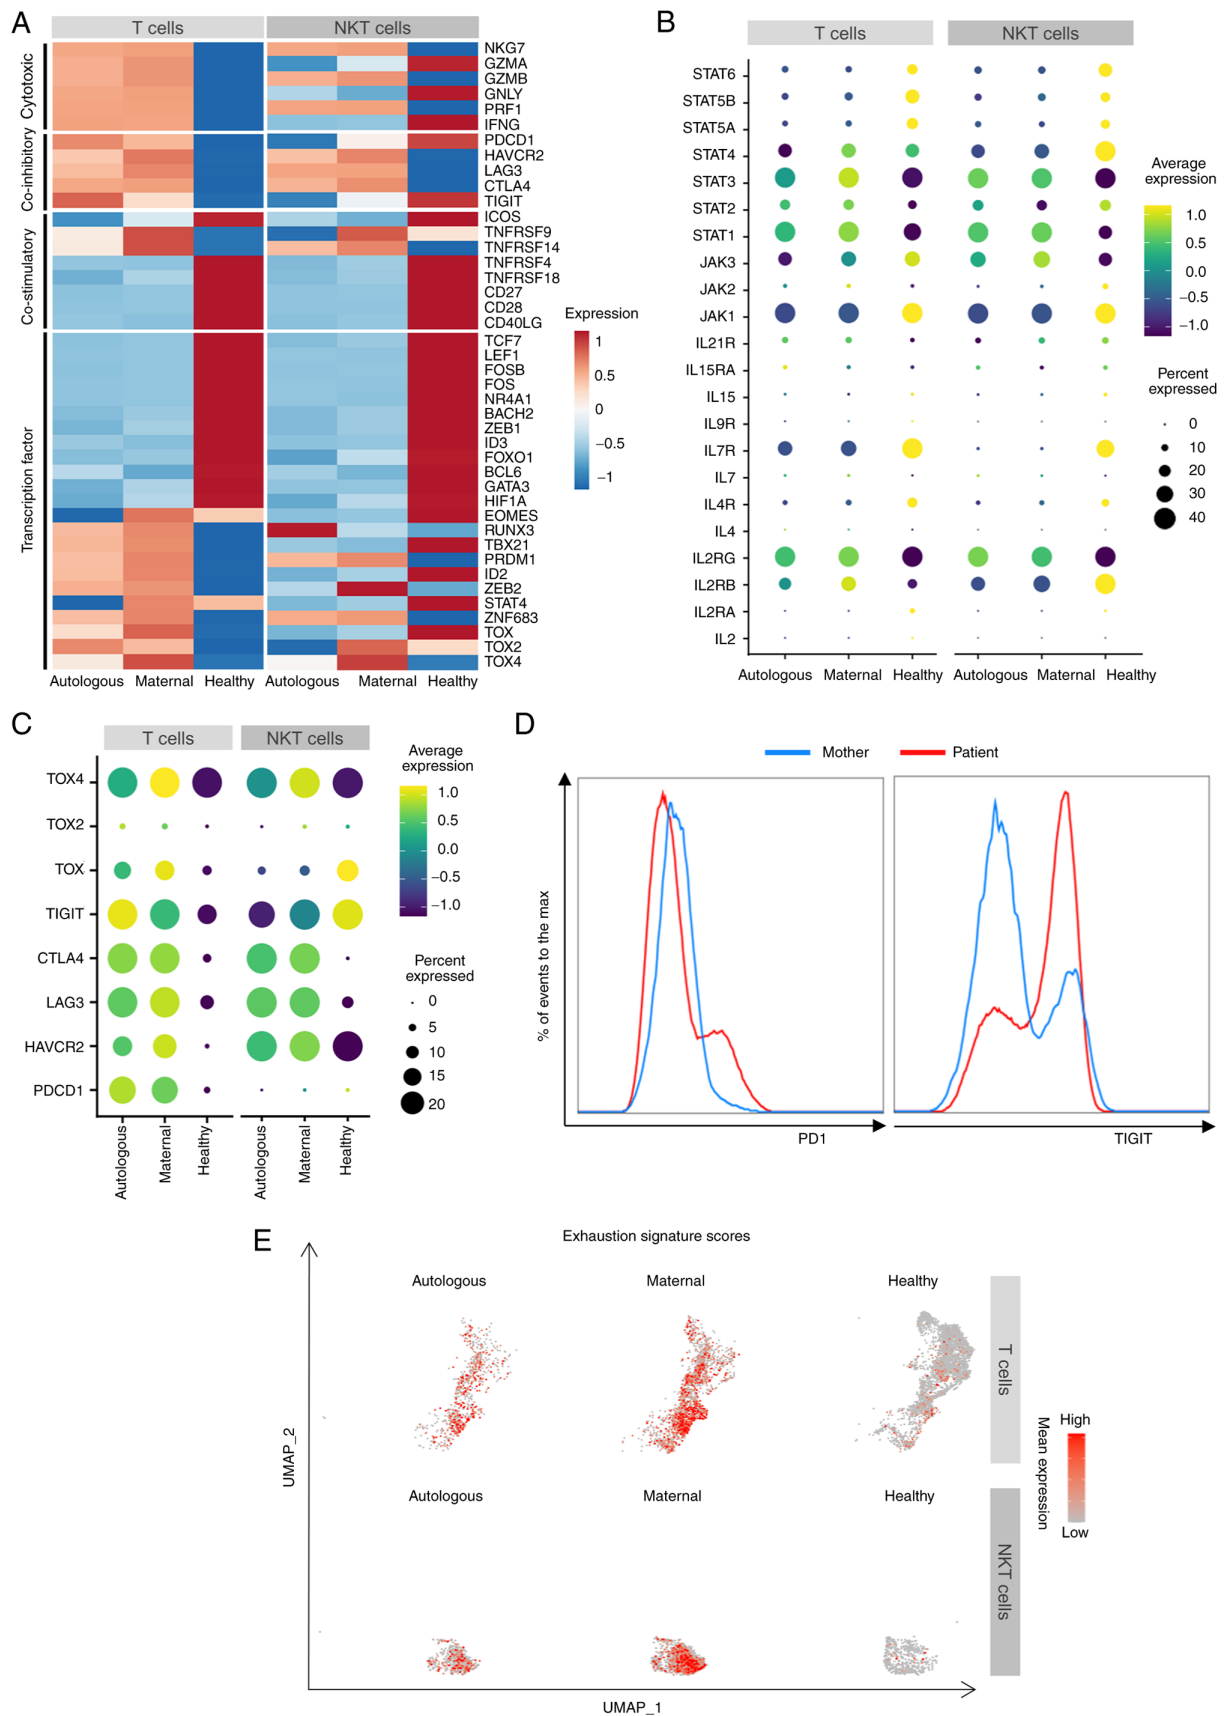 A
T cells
NKT cells
Cytotoxic
Co-inhibitory
Co-stimulatory
Transcription factor
NKG7
GZMA
GZMB
GNLY
PRF1
IFNG
PDCD1
HAVCR2
LAG3
CTLA4
TIGIT
ICOS
TNFRSF9
TNFRSF14
TNFRSF4
TNFRSF18
CD27
CD28
CD40LG
TCF7
LEF1
FOSB
FOS
NR4A1
BACH2
ZEB1
ID3
FOXO1
BCL6
GATA3
HIF1A
EOMES
RUNX3
TBX21
PRDM1
ID2
ZEB2
STAT4
ZNF683
TOX
TOX2
TOX4
Autologous Maternal Healthy Autologous Maternal Healthy
Expression
1
0.5
0
−0.5
−1
B
T cells
NKT cells
STAT6
STAT5B
STAT5A
STAT4
STAT3
STAT2
STAT1
JAK3
JAK2
JAK1
IL21R
IL15RA
IL15
IL9R
IL7R
IL7
IL4R
IL4
IL2RG
IL2RB
IL2RA
IL2
Autologous Maternal Healthy Autologous Maternal Healthy
Average
expression
1.0
0.5
0.0
−0.5
−1.0
Percent
expressed
0
10
20
30
40
C
T cells
NKT cells
TOX4
TOX2
TOX
TIGIT
CTLA4
LAG3
HAVCR2
PDCD1
Autologous
Maternal
Healthy
Autologous
Maternal
Healthy
Average
expression
1.0
0.5
0.0
−0.5
−1.0
Percent
expressed
0
5
10
15
20
D
Mother
Patient
% of events to the max
PD1
TIGIT
E
Exhaustion signature scores
Autologous
Maternal
Healthy
T cells
Autologous
Maternal
Healthy
NKT cells
UMAP_2
UMAP_1
Mean expression
High
Low